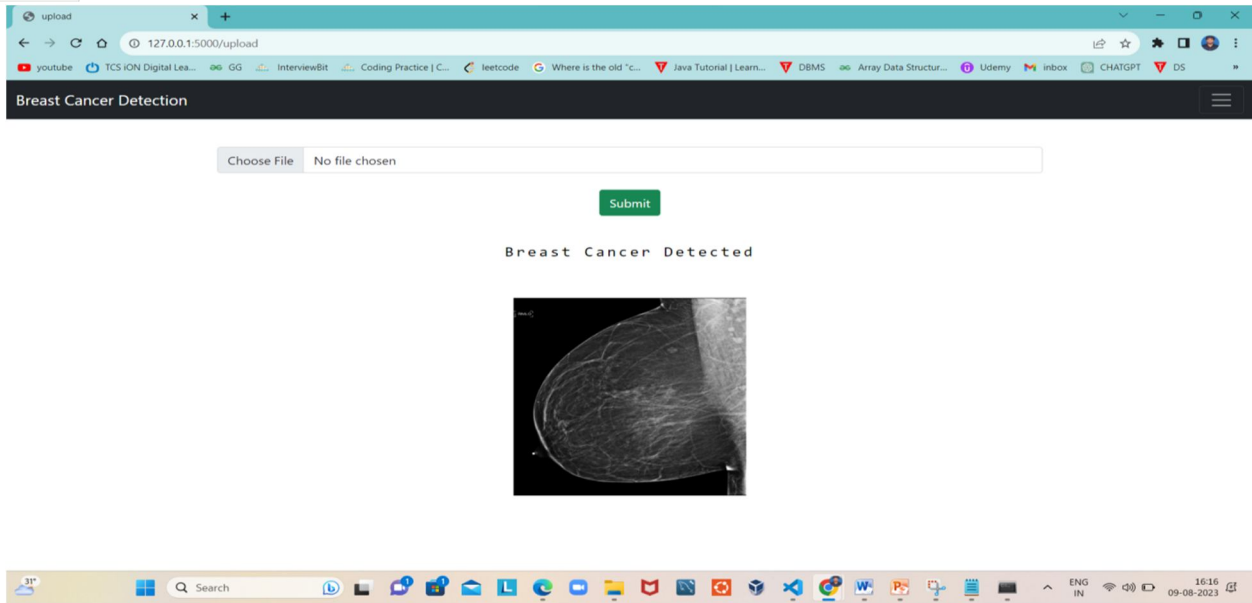 upload
127.0.0.1:5000/upload
youtube TCS iON Digital Lea... GG InterviewBit Coding Practice | C... leetcode Where is the old "c... Java Tutorial | Learn... DBMS Array Data Structur... Udemy inbox CHATGPT DS »
Breast Cancer Detection
Choose File No file chosen
Submit
Breast Cancer Detected
31° Search ENG 16:16
IN 09-08-2023